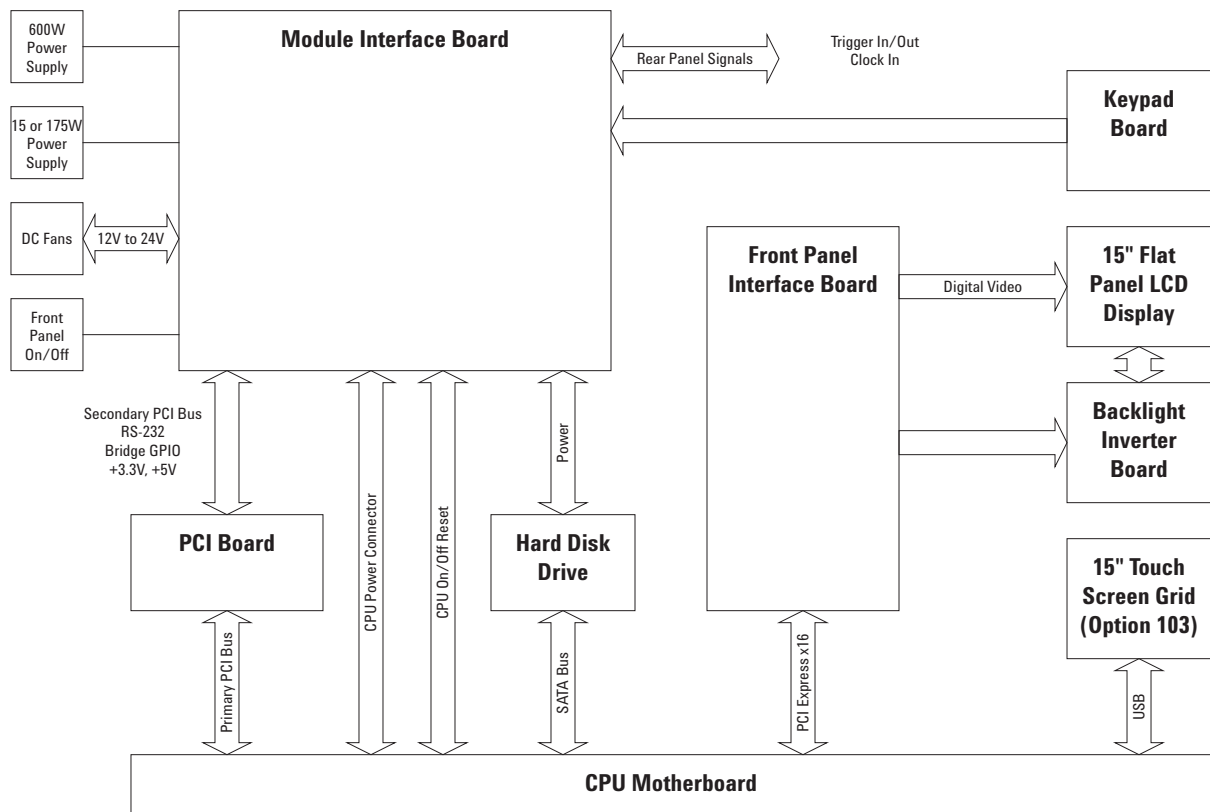 600W
Power
Supply
Module Interface Board
Rear Panel Signals
Trigger In/Out
Clock In
Keypad
Board
15 or 175W
Power
Supply
DC Fans
12V to 24V
Front
Panel
On/Off
Front Panel
Interface Board
Digital Video
15" Flat
Panel LCD
Display
Backlight
Inverter
Board
Secondary PCI Bus
RS-232
Bridge GPIO
+3.3V, +5V
CPU Power Connector
CPU On/Off Reset
Power
PCI Board
Hard Disk
Drive
15" Touch
Screen Grid
(Option 103)
Primary PCI Bus
SATA Bus
PCI Express x16
USB
CPU Motherboard